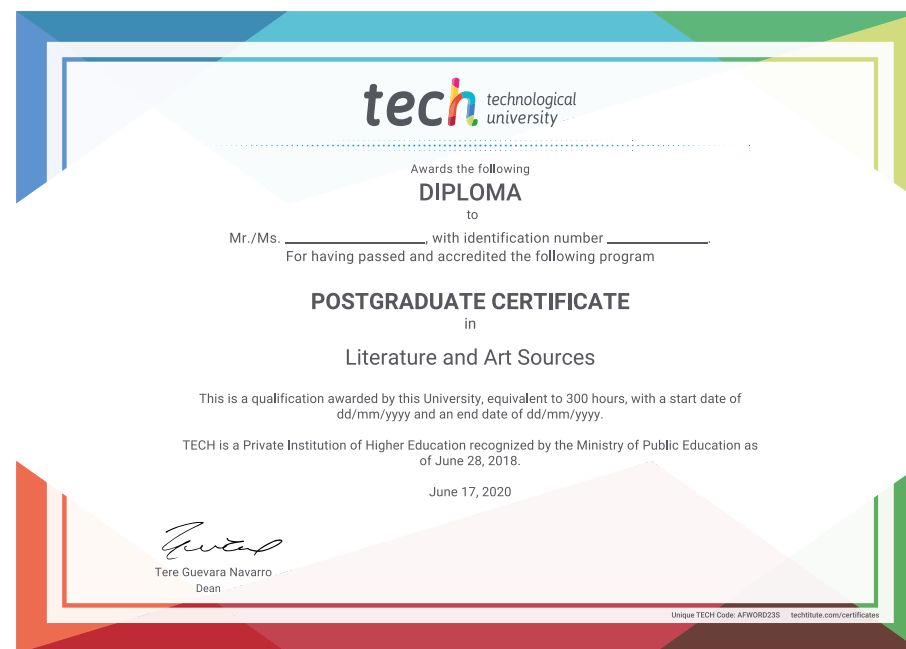 tech technological
university
Awards the following
DIPLOMA
to
Mr./Ms. ____________________, with identification number ______________.
For having passed and accredited the following program
POSTGRADUATE CERTIFICATE
in
Literature and Art Sources
This is a qualification awarded by this University, equivalent to 300 hours, with a start date of
dd/mm/yyyy and an end date of dd/mm/yyyy.
TECH is a Private Institution of Higher Education recognized by the Ministry of Public Education as
of June 28, 2018.
June 17, 2020
Tere Guevara Navarro
Dean
Unique TECH Code: AFWORD23S techtitute.com/certificates